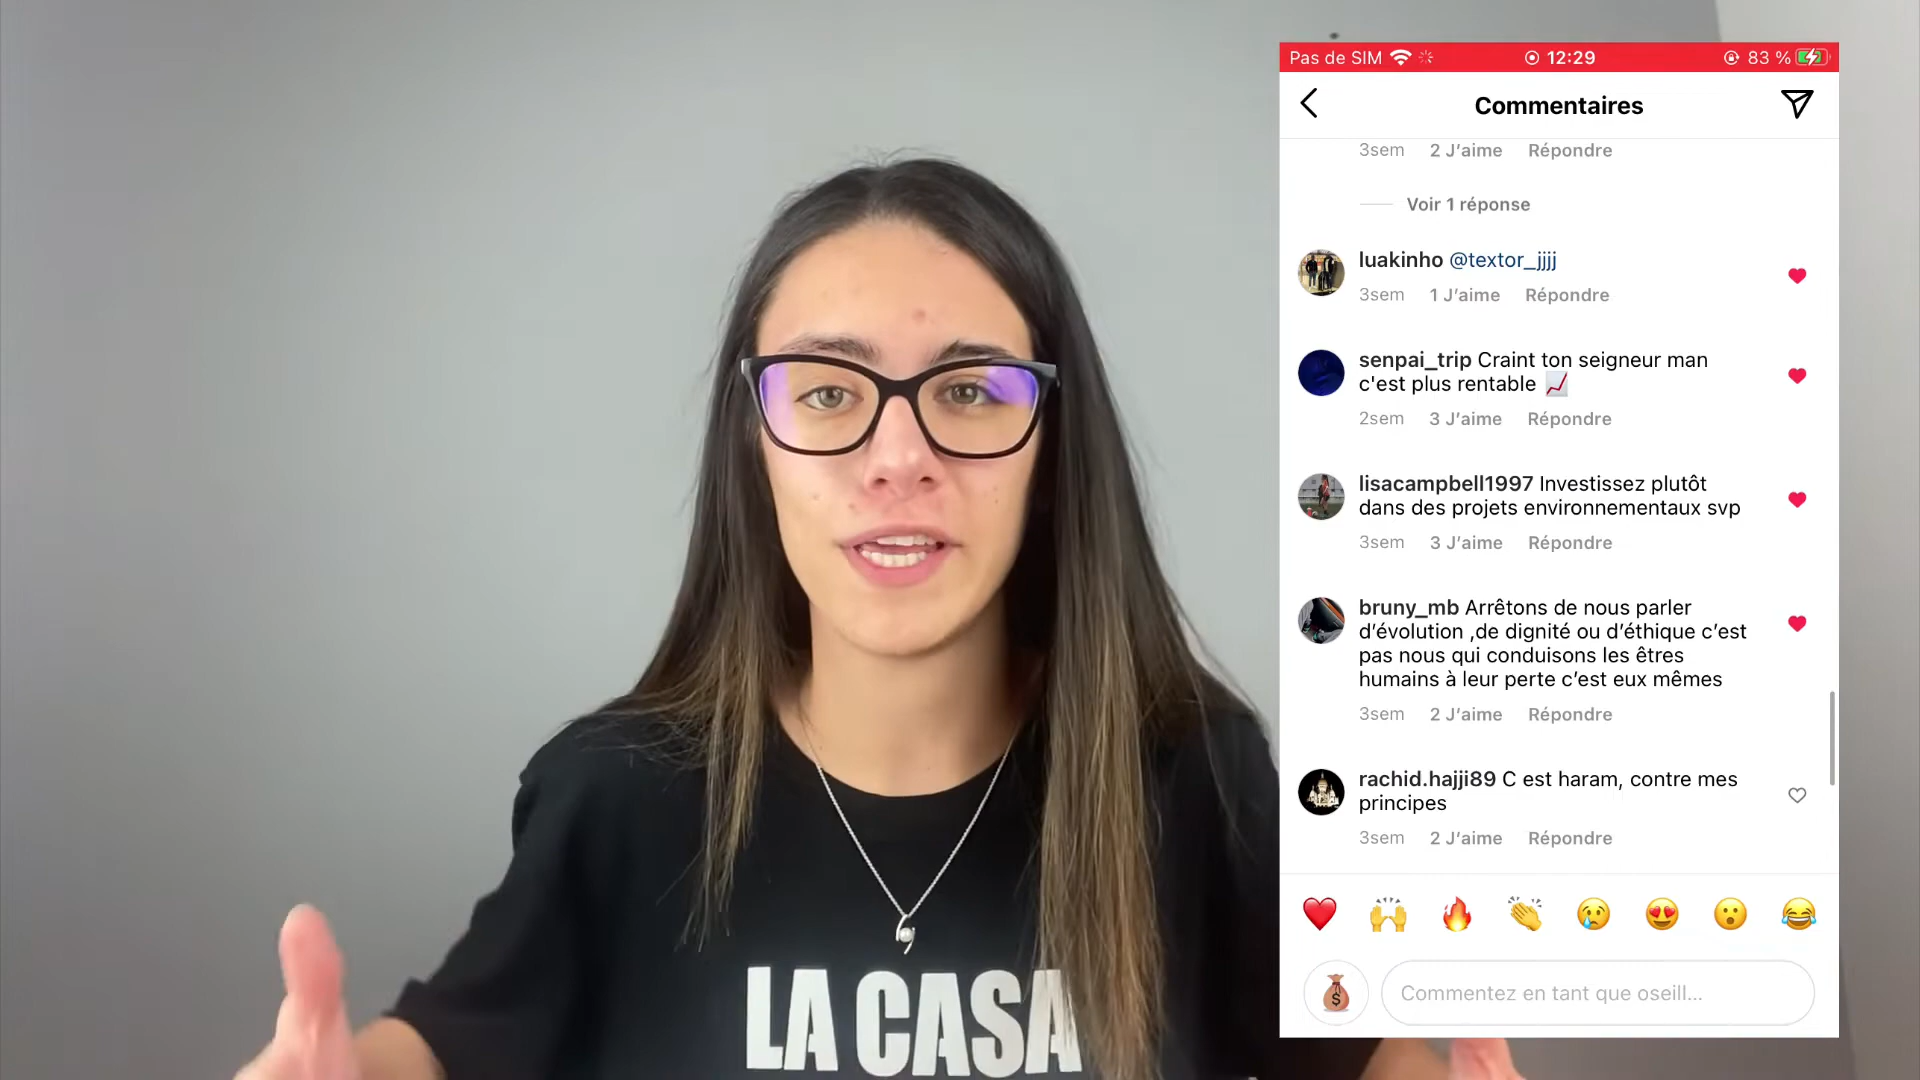 Pas de SIM 12:29 83 %
Commentaires
3sem 2 J’aime Répondre
Voir 1 réponse
luakinho @textor_jjjj
3sem 1 J’aime Répondre
senpai_trip Craint ton seigneur man
c'est plus rentable
2sem 3 J’aime Répondre
lisacampbell1997 Investissez plutôt
dans des projets environnementaux svp
3sem 3 J’aime Répondre
bruny_mb Arrêtons de nous parler
d’évolution ,de dignité ou d’éthique c’est
pas nous qui conduisons les êtres
humains à leur perte c’est eux mêmes
3sem 2 J’aime Répondre
rachid.hajji89 C est haram, contre mes
principes
3sem 2 J’aime Répondre
Commentez en tant que oseill...
LA CASA